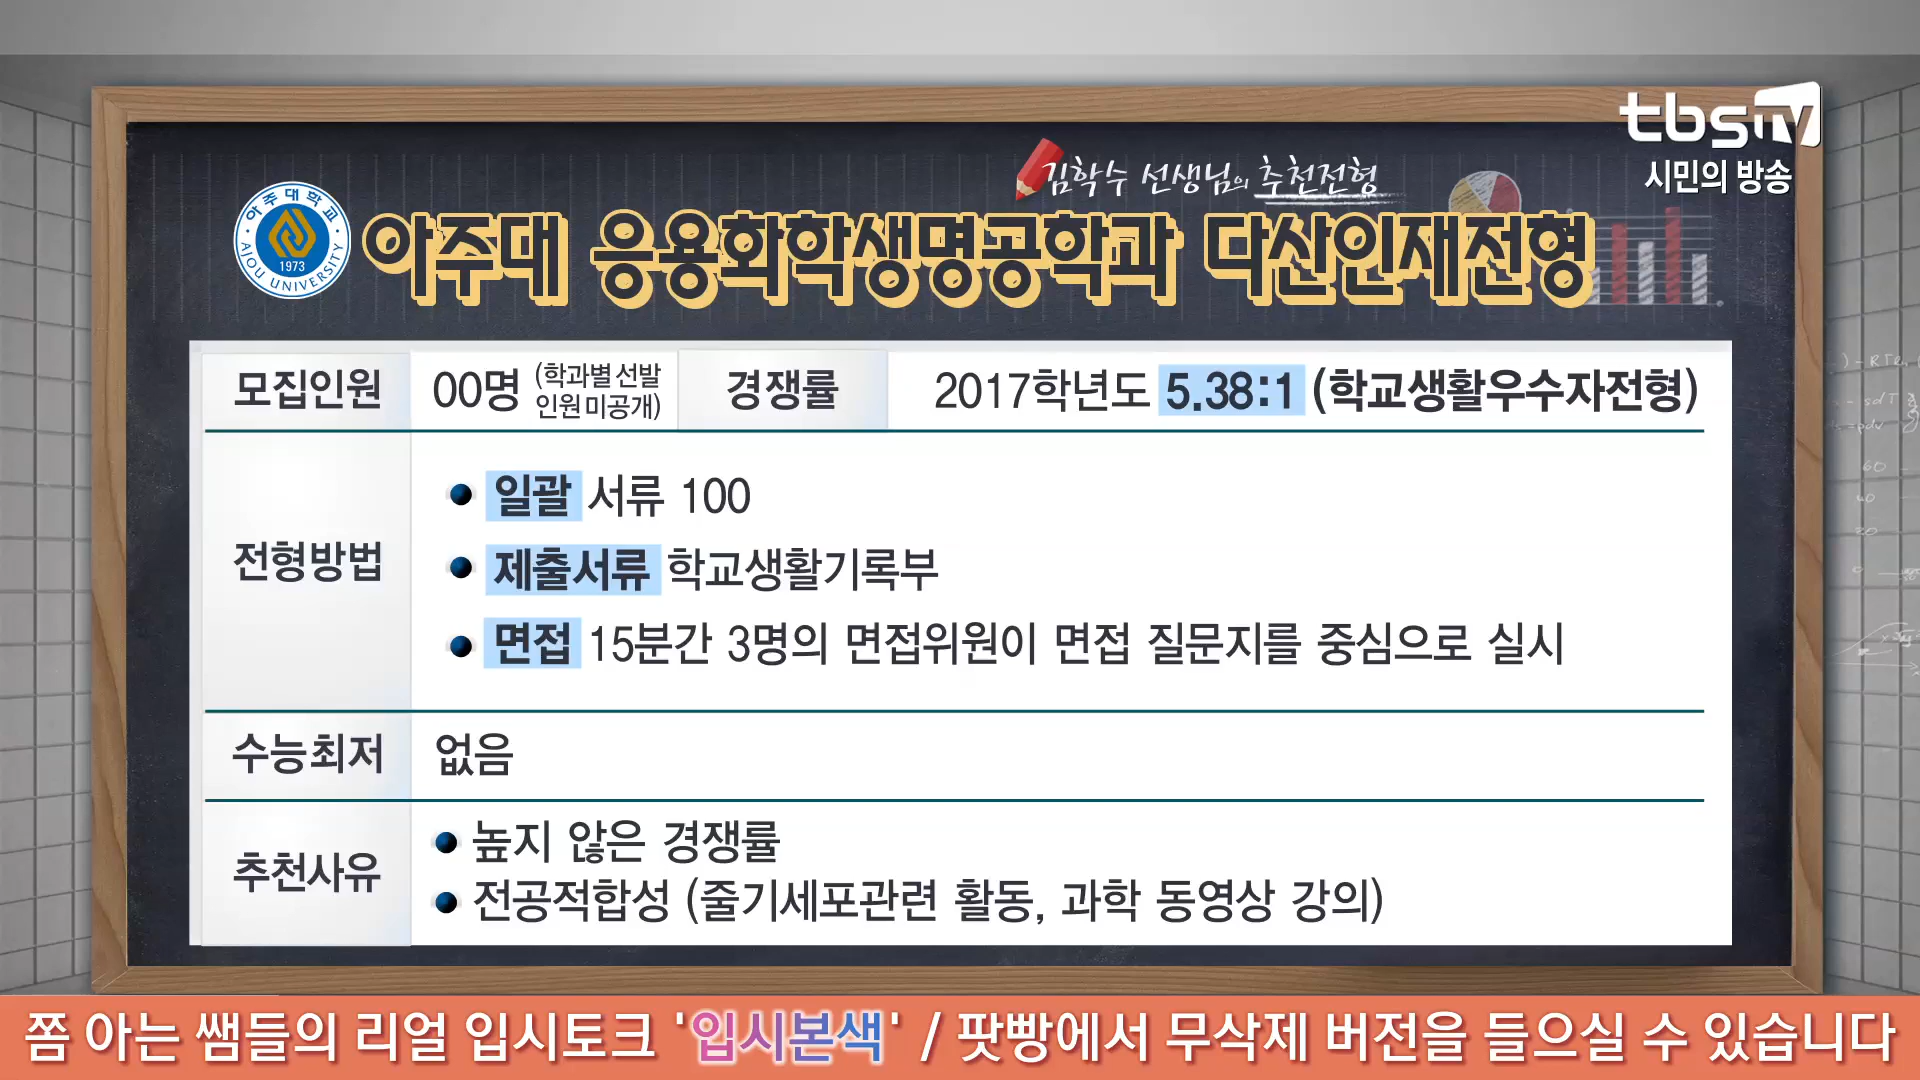 tbs TV
시민의 방송
김학수 선생님의 추천전형
아주대학교
1973
AJOU UNIVERSITY
아주대 응용화학생명공학과 다산인재전형
모집인원 00명 (학과별 선발 인원 미공개) 경쟁률 2017학년도 5.38:1 (학교생활우수자전형)
전형방법
일괄 서류 100
제출서류 학교생활기록부
면접 15분간 3명의 면접위원이 면접 질문지를 중심으로 실시
수능최저 없음
추천사유
높지 않은 경쟁률
전공적합성 (줄기세포관련 활동, 과학 동영상 강의)
쫌 아는 쌤들의 리얼 입시토크 '입시본색' / 팟빵에서 무삭제 버전을 들으실 수 있습니다